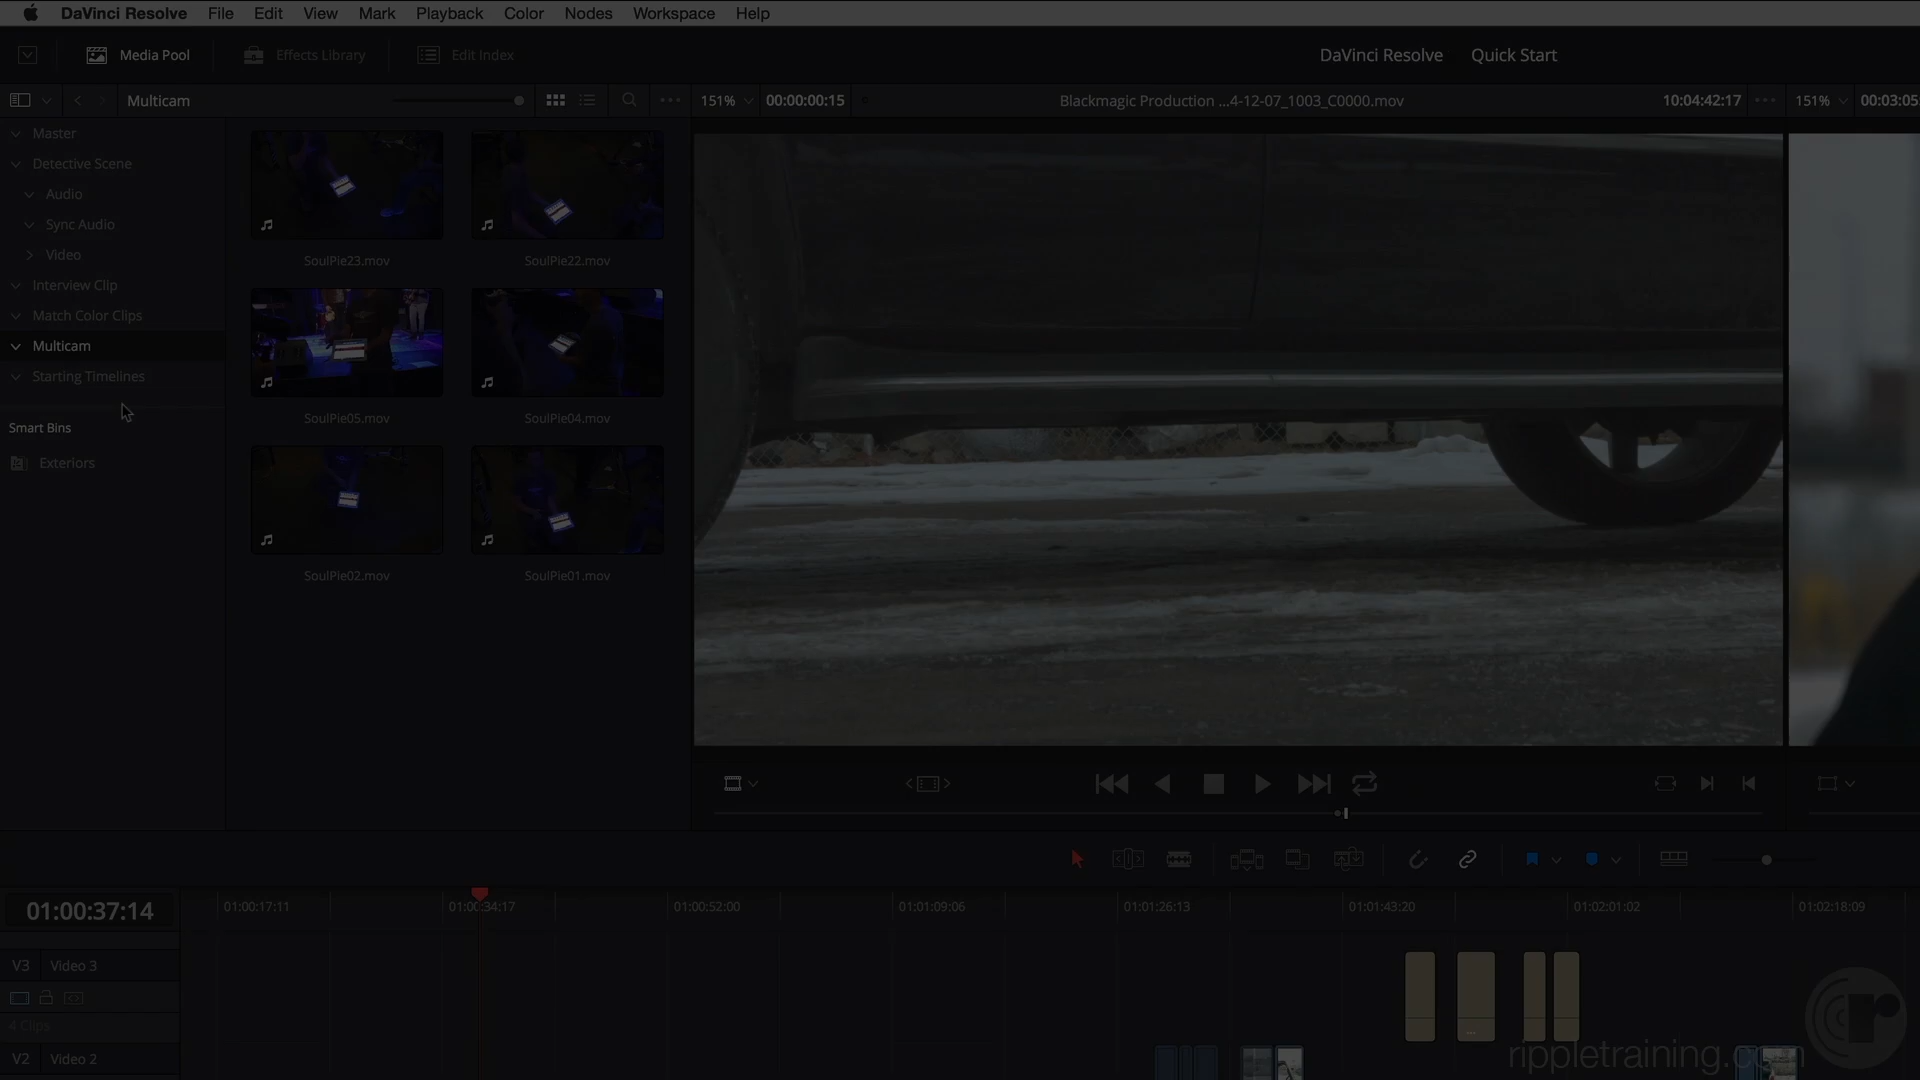 DaVinci Resolve File Edit View Mark Playback Color Nodes Workspace Help
Media Pool Effects Library Edit Index DaVinci Resolve Quick Start
Multicam 151% 00:00:00:15 Blackmagic Production ...4-12-07_1003_C0000.mov 10:04:42:17 151% 00:03:05
Master
Detective Scene
Audio
Sync Audio
Video
Interview Clip
Match Color Clips
Multicam
Starting Timelines
Smart Bins
Exteriors
SoulPie23.mov SoulPie22.mov
SoulPie05.mov SoulPie04.mov
SoulPie02.mov SoulPie01.mov
01:00:37:14 01:00:17:11 01:00:34:17 01:00:52:00 01:01:09:06 01:01:26:13 01:01:43:20 01:02:01:02 01:02:18:09
V3 Video 3
4 Clips
V2 Video 2
rippletraining.com